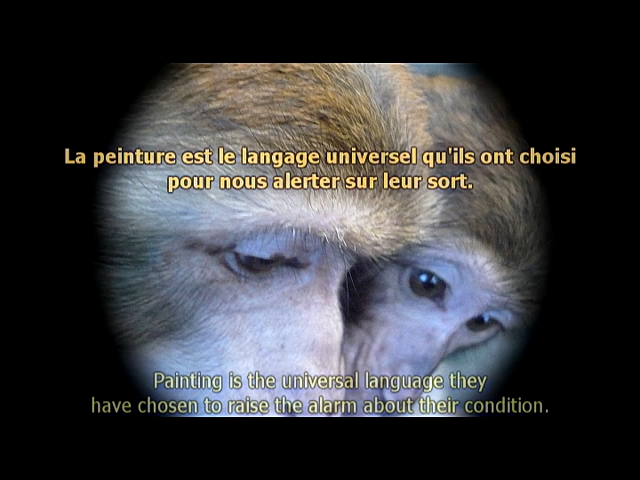 La peinture est le langage universel qu'ils ont choisi
pour nous alerter sur leur sort.
Painting is the universal language they
have chosen to raise the alarm about their condition.